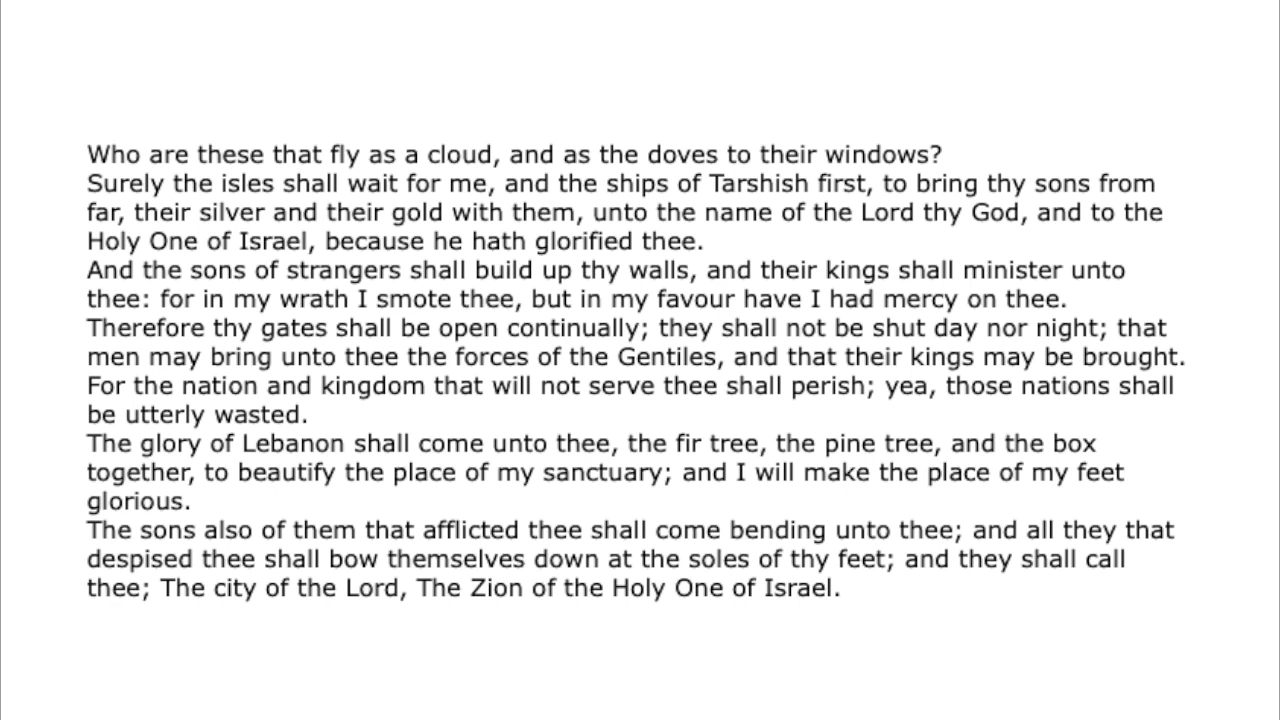 Who are these that fly as a cloud, and as the doves to their windows?
Surely the isles shall wait for me, and the ships of Tarshish first, to bring thy sons from
far, their silver and their gold with them, unto the name of the Lord thy God, and to the
Holy One of Israel, because he hath glorified thee.
And the sons of strangers shall build up thy walls, and their kings shall minister unto
thee: for in my wrath I smote thee, but in my favour have I had mercy on thee.
Therefore thy gates shall be open continually; they shall not be shut day nor night; that
men may bring unto thee the forces of the Gentiles, and that their kings may be brought.
For the nation and kingdom that will not serve thee shall perish; yea, those nations shall
be utterly wasted.
The glory of Lebanon shall come unto thee, the fir tree, the pine tree, and the box
together, to beautify the place of my sanctuary; and I will make the place of my feet
glorious.
The sons also of them that afflicted thee shall come bending unto thee; and all they that
despised thee shall bow themselves down at the soles of thy feet; and they shall call
thee; The city of the Lord, The Zion of the Holy One of Israel.